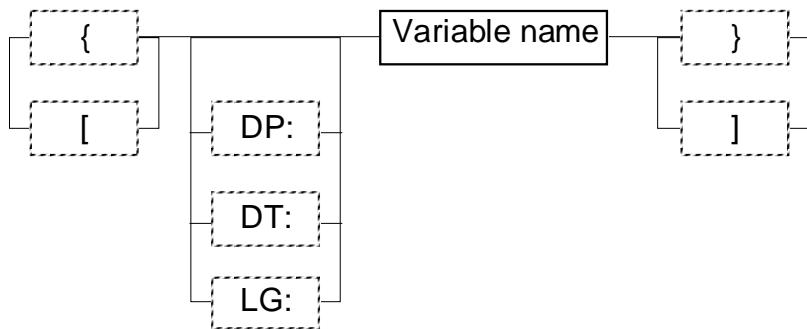 { Variable name }
[ ]
DP:
DT:
LG: